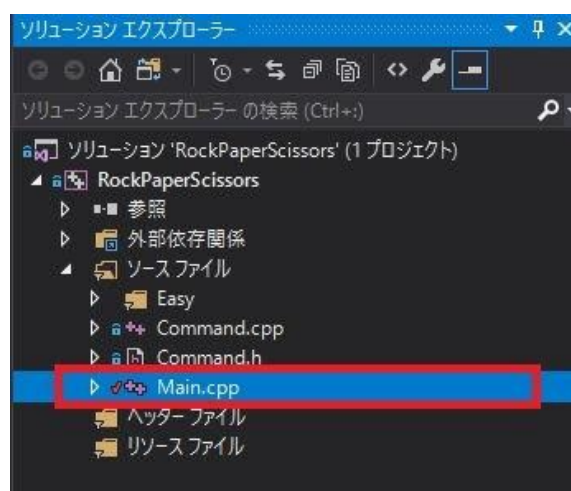 ソリューション エクスプローラー
ソリューション エクスプローラー の検索 (Ctrl+:)
ソリューション 'RockPaperScissors' (1 プロジェクト)
RockPaperScissors
参照
外部依存関係
ソース ファイル
Easy
Command.cpp
Command.h
Main.cpp
ヘッダー ファイル
リソース ファイル